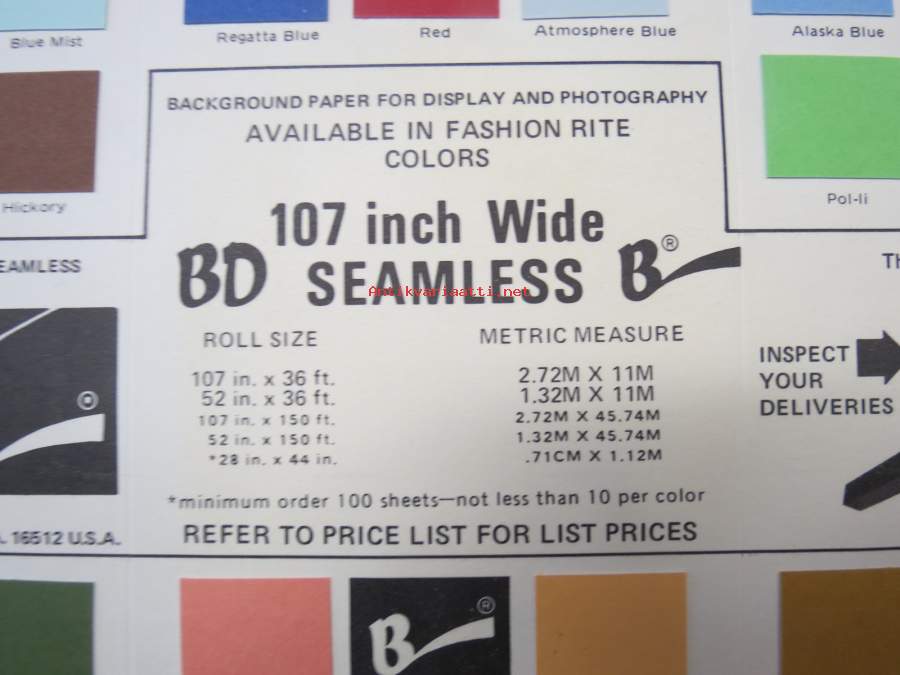 Blue Mist
Regatta Blue
Red
Atmosphere Blue
Alaska Blue
BACKGROUND PAPER FOR DISPLAY AND PHOTOGRAPHY
AVAILABLE IN FASHION RITE
COLORS
Hickory
Pol-li
107 inch Wide
BD SEAMLESS B®
Antikvariaatti.net
EAMLESS
TH
ROLL SIZE
METRIC MEASURE
107 in. x 36 ft.
2.72M X 11M
52 in. x 36 ft.
1.32M X 11M
107 in. x 150 ft.
2.72M X 45.74M
52 in. x 150 ft.
1.32M X 45.74M
*28 in. x 44 in.
.71CM X 1.12M
INSPECT
YOUR
DELIVERIES
*minimum order 100 sheets—not less than 10 per color
REFER TO PRICE LIST FOR LIST PRICES
. 16512 U.S.A.
B®